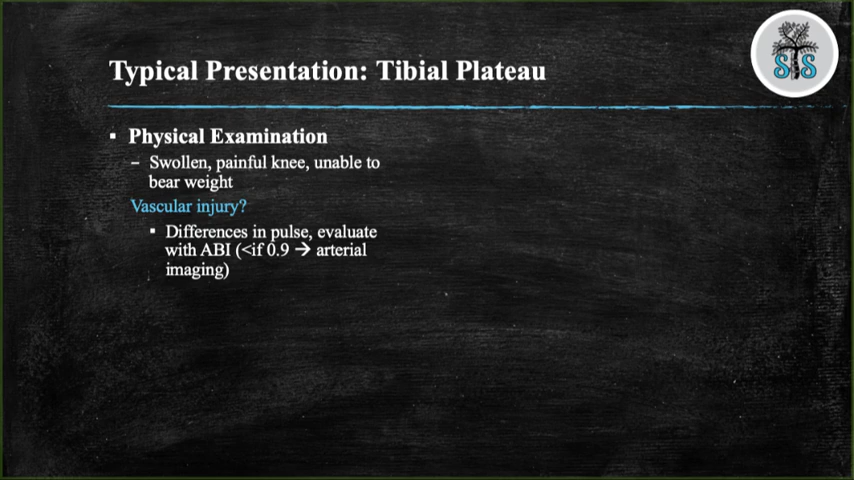 Typical Presentation: Tibial Plateau
STS
▪ Physical Examination
– Swollen, painful knee, unable to
bear weight
Vascular injury?
▪ Differences in pulse, evaluate
with ABI (<if 0.9 → arterial
imaging)